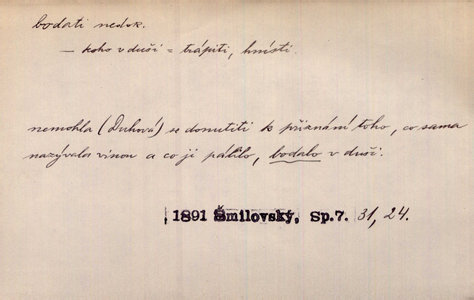 bodati nedok.
– koho v duši = trápiti, hnísti.
nemohla (Duhová) se donutiti k přiznání toho, co sama
nazývalas vinou a co ji pálilo, bodalo v duši.
1891 Šmilovský, Sp.7. 31, 24.